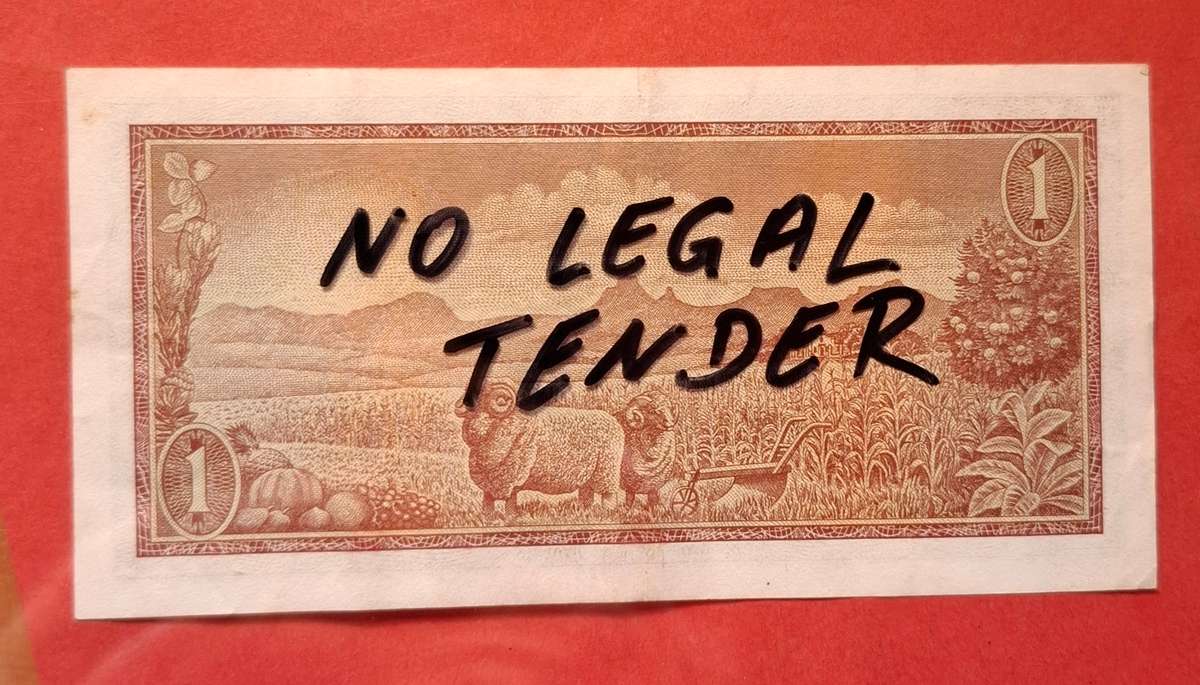 1
NO LEGAL
TENDER
1